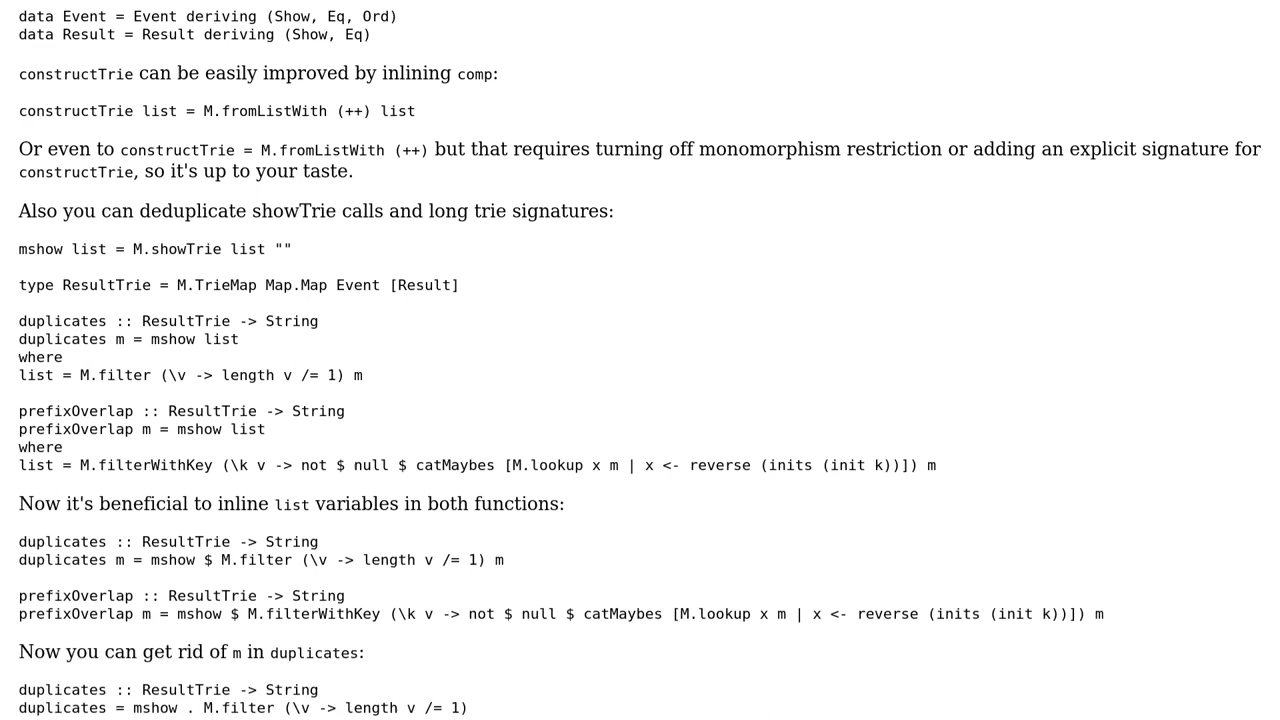 data Event = Event deriving (Show, Eq, Ord)
data Result = Result deriving (Show, Eq)
constructTrie can be easily improved by inlining comp:
constructTrie list = M.fromListWith (++) list
Or even to constructTrie = M.fromListWith (++) but that requires turning off monomorphism restriction or adding an explicit signature for
constructTrie, so it's up to your taste.
Also you can deduplicate showTrie calls and long trie signatures:
mshow list = M.showTrie list ""
type ResultTrie = M.TrieMap Map.Map Event [Result]
duplicates :: ResultTrie -> String
duplicates m = mshow list
where
list = M.filter (\v -> length v /= 1) m
prefixOverlap :: ResultTrie -> String
prefixOverlap m = mshow list
where
list = M.filterWithKey (\k v -> not $ null $ catMaybes [M.lookup x m | x <- reverse (inits (init k))]) m
Now it's beneficial to inline list variables in both functions:
duplicates :: ResultTrie -> String
duplicates m = mshow $ M.filter (\v -> length v /= 1) m
prefixOverlap :: ResultTrie -> String
prefixOverlap m = mshow $ M.filterWithKey (\k v -> not $ null $ catMaybes [M.lookup x m | x <- reverse (inits (init k))]) m
Now you can get rid of m in duplicates:
duplicates :: ResultTrie -> String
duplicates = mshow . M.filter (\v -> length v /= 1)